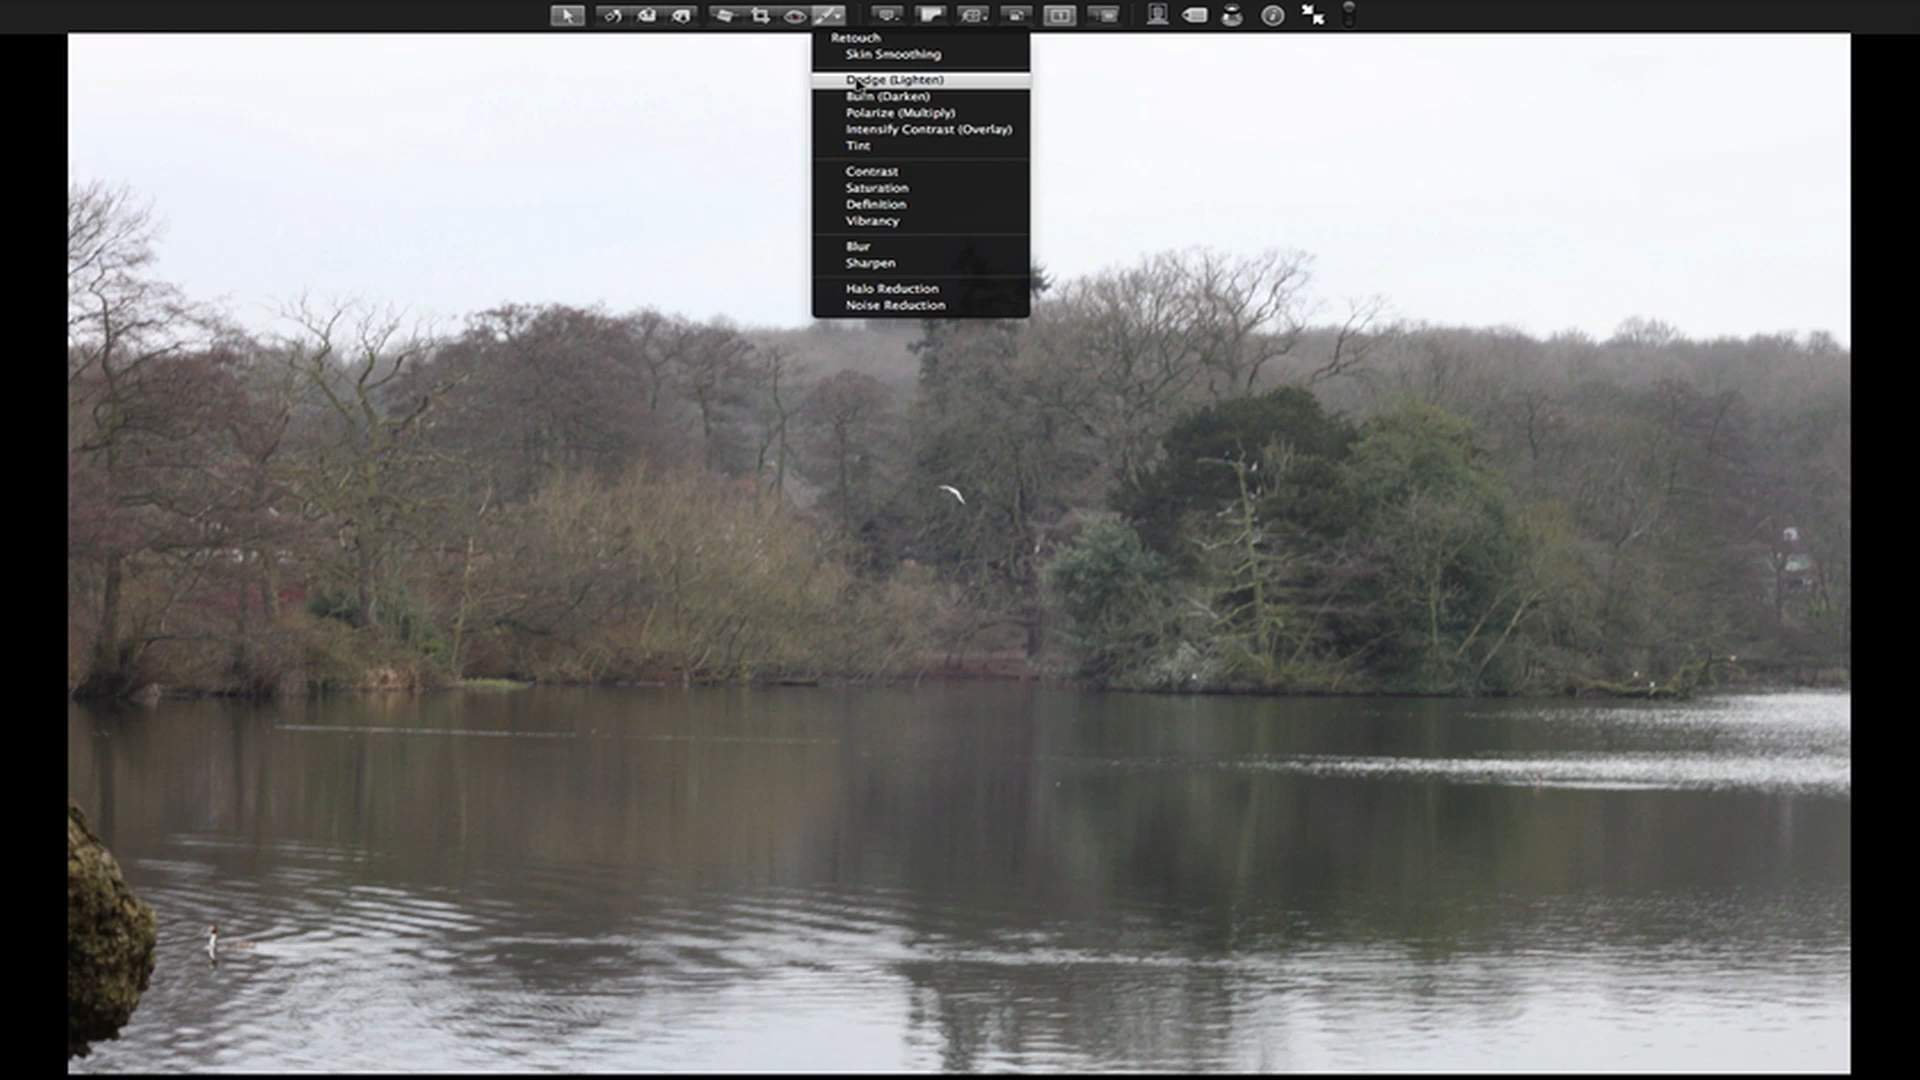 Retouch
Skin Smoothing
Dodge (Lighten)
Burn (Darken)
Polarize (Multiply)
Intensify Contrast (Overlay)
Tint
Contrast
Saturation
Definition
Vibrancy
Blur
Sharpen
Halo Reduction
Noise Reduction